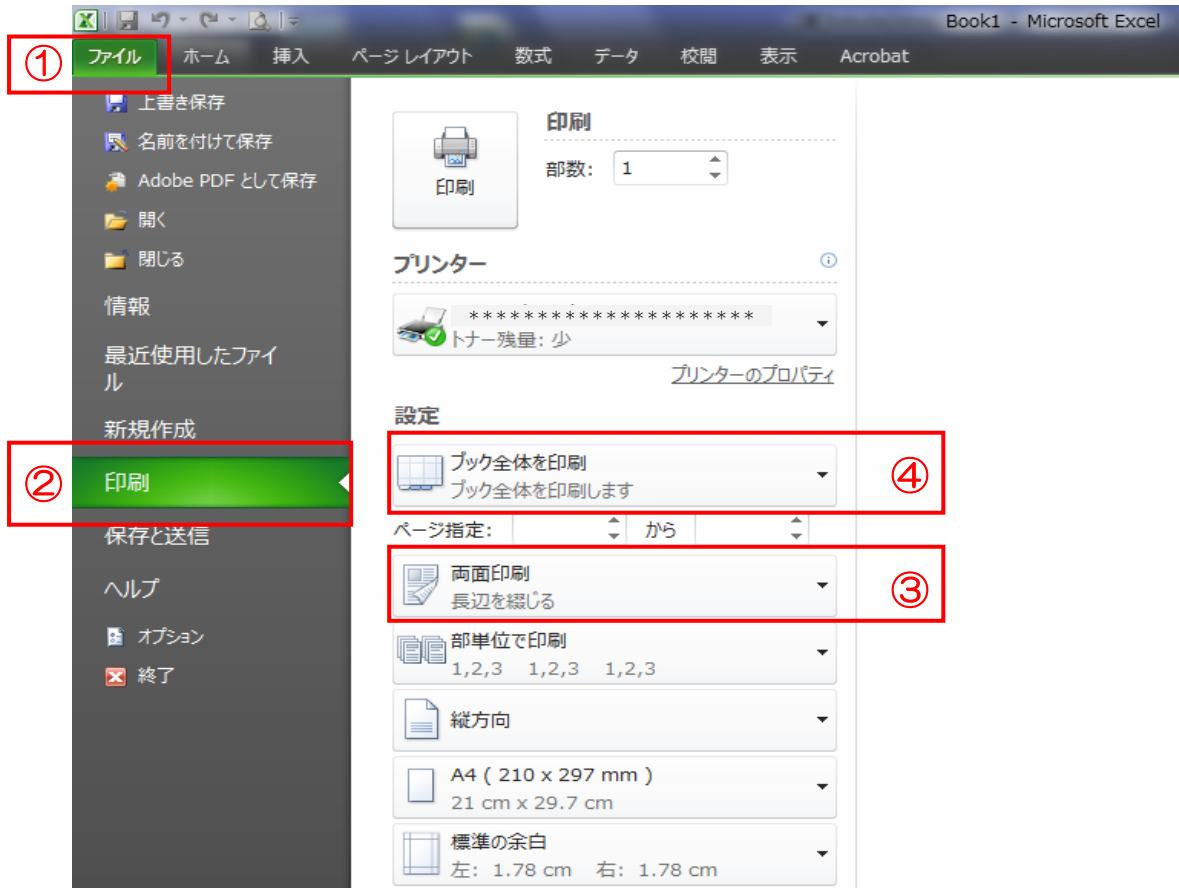 Book1 - Microsoft Excel
①
ファイル ホーム 挿入 ページ レイアウト 数式 データ 校閲 表示 Acrobat
上書き保存
名前を付けて保存
Adobe PDF として保存
開く
閉じる
情報
最近使用したファイ
ル
新規作成
②
印刷
保存と送信
ヘルプ
オプション
終了
印刷
印刷
部数: 1
プリンター
*********************
トナー残量: 少
プリンターのプロパティ
設定
ブック全体を印刷
ブック全体を印刷します
④
ページ指定: から
両面印刷
長辺を綴じる
③
部単位で印刷
1,2,3 1,2,3 1,2,3
縦方向
A4 ( 210 x 297 mm )
21 cm x 29.7 cm
標準の余白
左: 1.78 cm 右: 1.78 cm